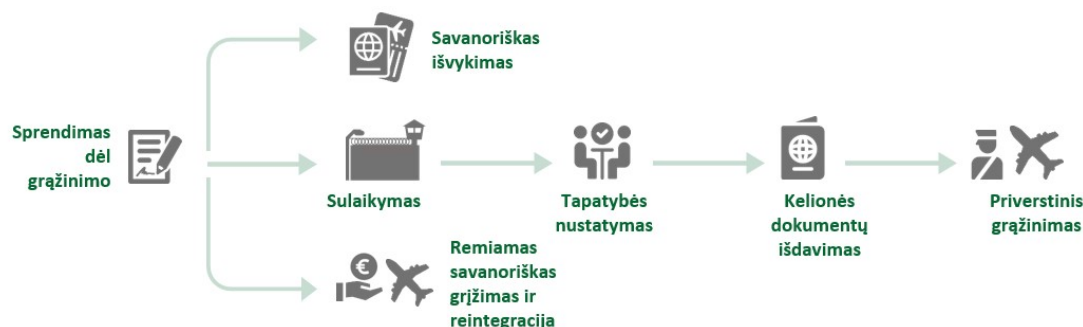 Savanoriškas
išvykimas
Sprendimas
dėl
grąžinimo
Sulaikymas
Tapatybės
nustatymas
Kelionės
dokumentų
išdavimas
Priverstinis
grąžinimas
Remiamas
savanoriškas
grįžimas ir
reintegracija
€